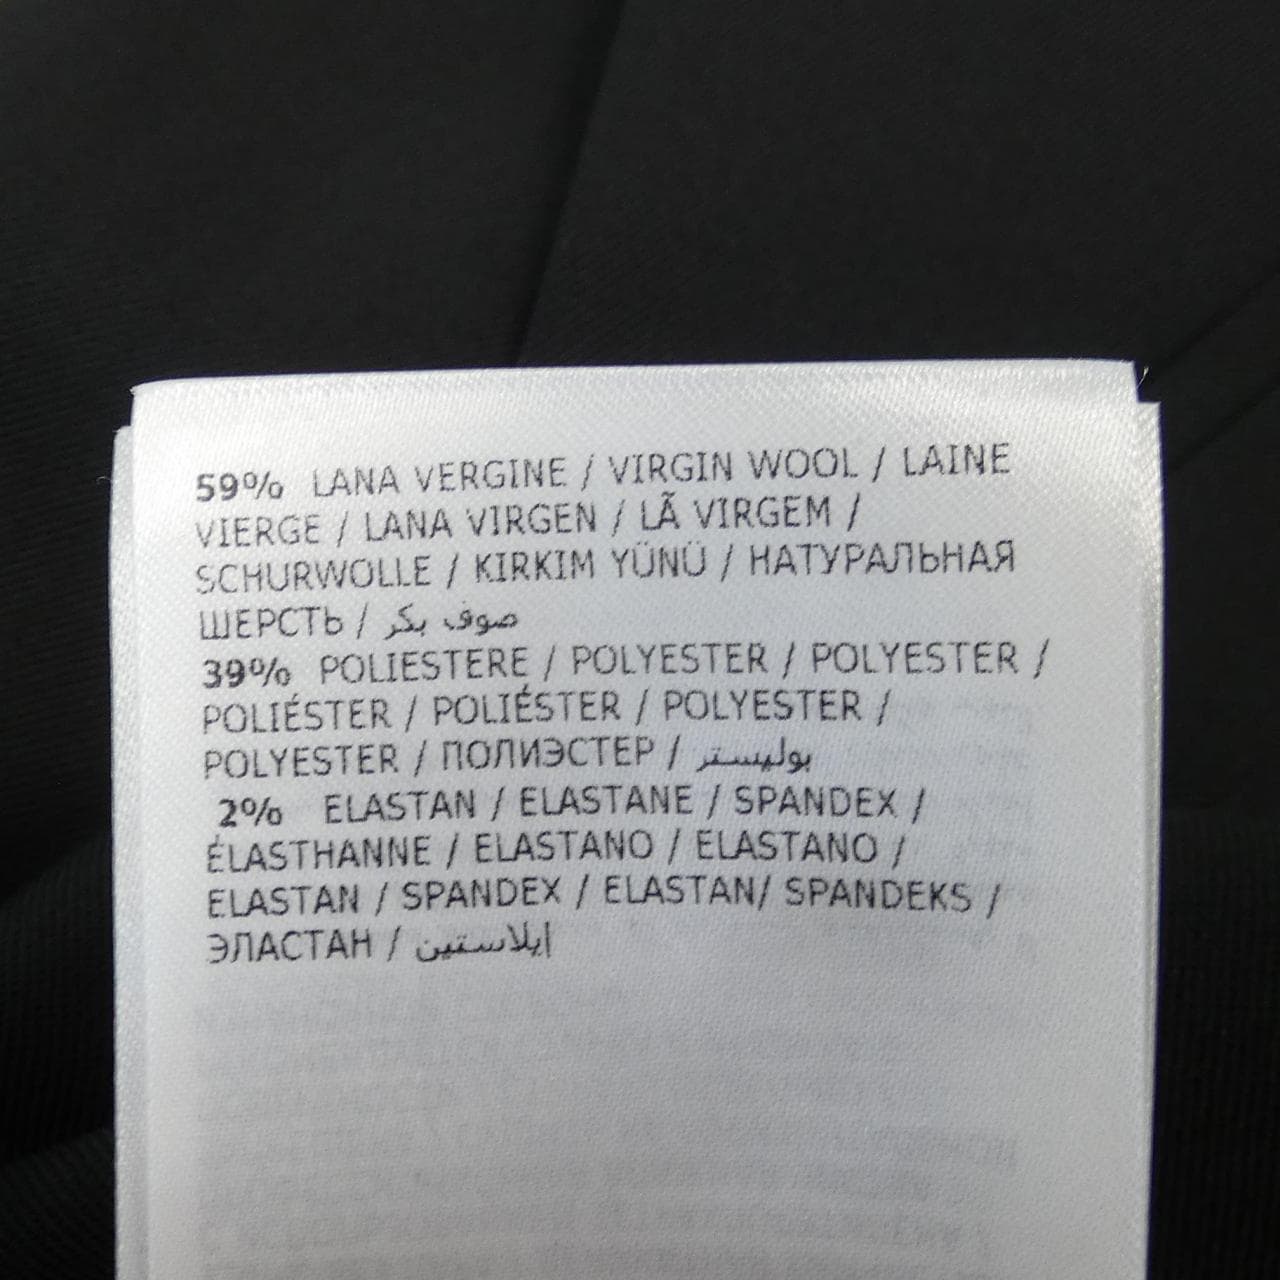 59% LANA VERGINE / VIRGIN WOOL / LAINE
VIERGE / LANA VIRGEN / LÃ VIRGEM /
SCHURWOLLE / KIRKIM YÜNÜ / НАТУРАЛЬНАЯ
ШЕРСТЬ / صوف بكر
39% POLIESTERE / POLYESTER / POLYESTER /
POLIÉSTER / POLIÉSTER / POLYESTER /
POLYESTER / ПОЛИЭСТЕР / بوليستر
2% ELASTAN / ELASTANE / SPANDEX /
ÉLASTHANNE / ELASTANO / ELASTANO /
ELASTAN / SPANDEX / ELASTAN/ SPANDEKS /
ЭЛАСТАН / ايلاستين